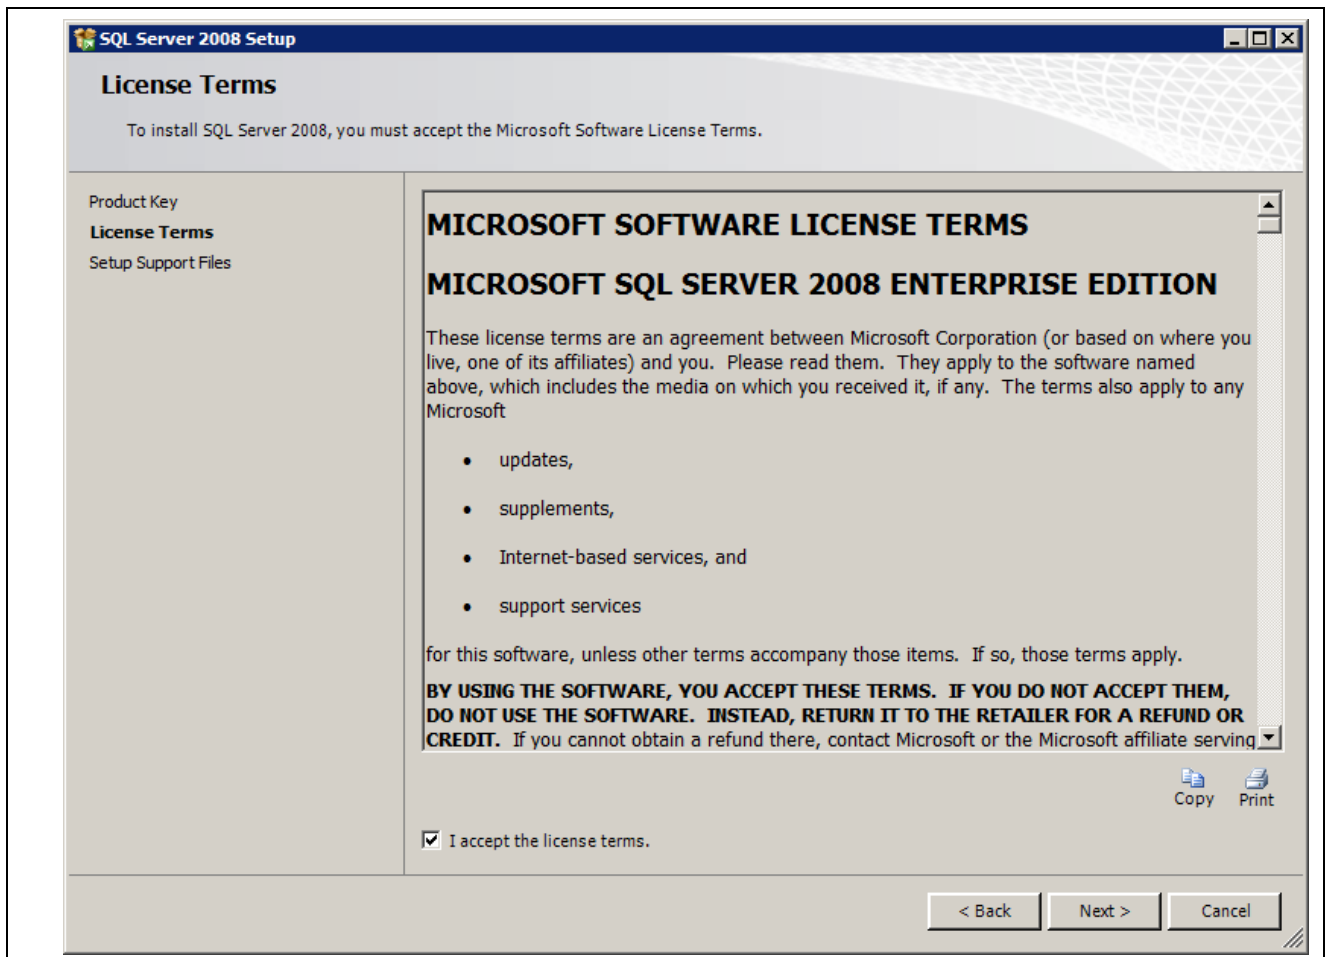 SQL Server 2008 Setup
License Terms
To install SQL Server 2008, you must accept the Microsoft Software License Terms.
Product Key
License Terms
Setup Support Files
MICROSOFT SOFTWARE LICENSE TERMS
MICROSOFT SQL SERVER 2008 ENTERPRISE EDITION
These license terms are an agreement between Microsoft Corporation (or based on where you
live, one of its affiliates) and you.  Please read them.  They apply to the software named
above, which includes the media on which you received it, if any.  The terms also apply to any
Microsoft
• updates,
• supplements,
• Internet-based services, and
• support services
for this software, unless other terms accompany those items.  If so, those terms apply.
BY USING THE SOFTWARE, YOU ACCEPT THESE TERMS.  IF YOU DO NOT ACCEPT THEM,
DO NOT USE THE SOFTWARE.  INSTEAD, RETURN IT TO THE RETAILER FOR A REFUND OR
CREDIT.  If you cannot obtain a refund there, contact Microsoft or the Microsoft affiliate serving
Copy Print
I accept the license terms.
< Back Next > Cancel